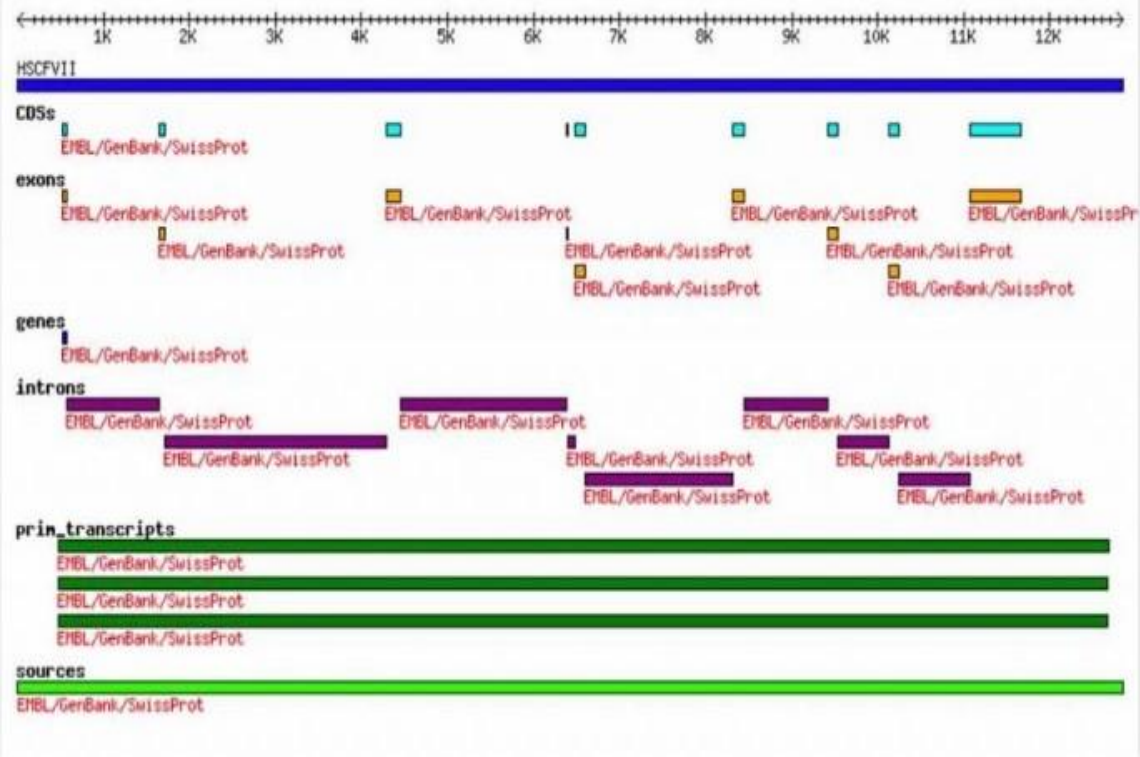 1K 2K 3K 4K 5K 6K 7K 8K 9K 10K 11K 12K
HSCFVII
CDSs
EMBL/GenBank/SwissProt
exons
EMBL/GenBank/SwissProt EMBL/GenBank/SwissProt EMBL/GenBank/SwissProt EMBL/GenBank/SwissPr
EMBL/GenBank/SwissProt EMBL/GenBank/SwissProt EMBL/GenBank/SwissProt
EMBL/GenBank/SwissProt EMBL/GenBank/SwissProt
genes
EMBL/GenBank/SwissProt
introns
EMBL/GenBank/SwissProt EMBL/GenBank/SwissProt EMBL/GenBank/SwissProt
EMBL/GenBank/SwissProt EMBL/GenBank/SwissProt EMBL/GenBank/SwissProt
EMBL/GenBank/SwissProt EMBL/GenBank/SwissProt
prim_transcripts
EMBL/GenBank/SwissProt
EMBL/GenBank/SwissProt
EMBL/GenBank/SwissProt
sources
EMBL/GenBank/SwissProt